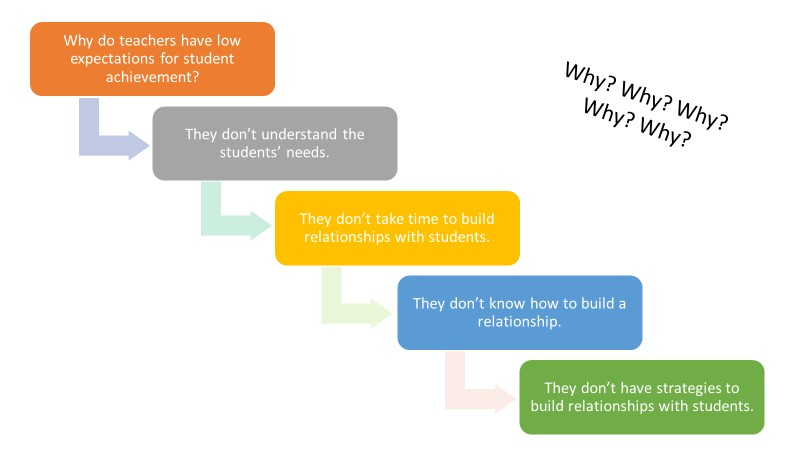 Why do teachers have low
expectations for student
achievement?
Why? Why? Why?
Why? Why?
They don’t understand the
students’ needs.
They don’t take time to build
relationships with students.
They don’t know how to build a
relationship.
They don’t have strategies to
build relationships with students.